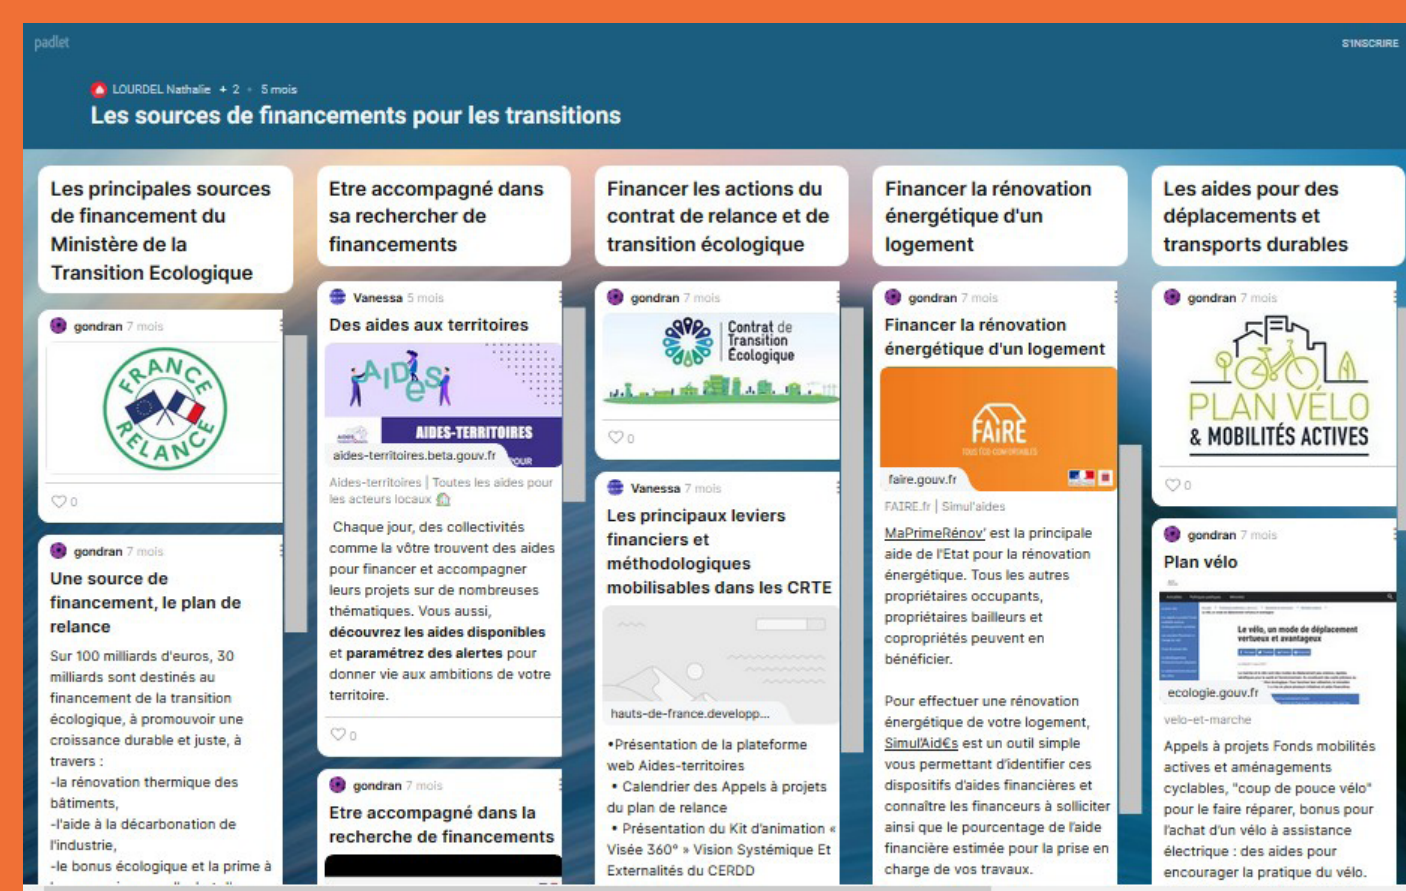 padlet
S'INSCRIRE
LOURDEL Nathalie + 2 • 5 mois
Les sources de financements pour les transitions
Les principales sources
de financement du
Ministère de la
Transition Ecologique
gondran 7 mois
FRANCE
RELANCE
0
gondran 7 mois
Une source de
financement, le plan de
relance
Sur 100 milliards d'euros, 30
milliards sont destinés au
financement de la transition
écologique, à promouvoir une
croissance durable et juste, à
travers :
-la rénovation thermique des
bâtiments,
-l'aide à la décarbonation de
l'industrie,
-le bonus écologique et la prime à
Etre accompagné dans
sa rechercher de
financements
Vanessa 5 mois
Des aides aux territoires
AIDES
AIDES-TERRITOIRES
POUR
aides-territoires.beta.gouv.fr
Aides-territoires | Toutes les aides pour
les acteurs locaux
Chaque jour, des collectivités
comme la vôtre trouvent des aides
pour financer et accompagner
leurs projets sur de nombreuses
thématiques. Vous aussi,
découvrez les aides disponibles
et paramétrez des alertes pour
donner vie aux ambitions de votre
territoire.
0
gondran 7 mois
Etre accompagné dans la
recherche de financements
Financer les actions du
contrat de relance et de
transition écologique
gondran 7 mois
Contrat de
Transition
Écologique
0
Vanessa 7 mois
Les principaux leviers
financiers et
méthodologiques
mobilisables dans les CRTE
hauts-de-france.developp...
•Présentation de la plateforme
web Aides-territoires
• Calendrier des Appels à projets
du plan de relance
• Présentation du Kit d'animation «
Visée 360° » Vision Systémique Et
Externalités du CERDD
Financer la rénovation
énergétique d'un
logement
gondran 7 mois
Financer la rénovation
énergétique d'un logement
FAiRE
TOUS ÉCO-CONFORTABLES
faire.gouv.fr
FAIRE.fr | Simul'aides
MaPrimeRénov' est la principale
aide de l'Etat pour la rénovation
énergétique. Tous les autres
propriétaires occupants,
propriétaires bailleurs et
copropriétés peuvent en
bénéficier.
Pour effectuer une rénovation
énergétique de votre logement,
Simul'Aid€s est un outil simple
vous permettant d'identifier ces
dispositifs d'aides financières et
connaître les financeurs à solliciter
ainsi que le pourcentage de l'aide
financière estimée pour la prise en
charge de vos travaux.
Les aides pour des
déplacements et
transports durables
gondran 7 mois
PLAN VÉLO
& MOBILITÉS ACTIVES
0
gondran 7 mois
Plan vélo
Le vélo, un mode de déplacement
vertueux et avantageux
ecologie.gouv.fr
velo-et-marche
Appels à projets Fonds mobilités
actives et aménagements
cyclables, "coup de pouce vélo"
pour le faire réparer, bonus pour
l'achat d'un vélo à assistance
électrique : des aides pour
encourager la pratique du vélo.